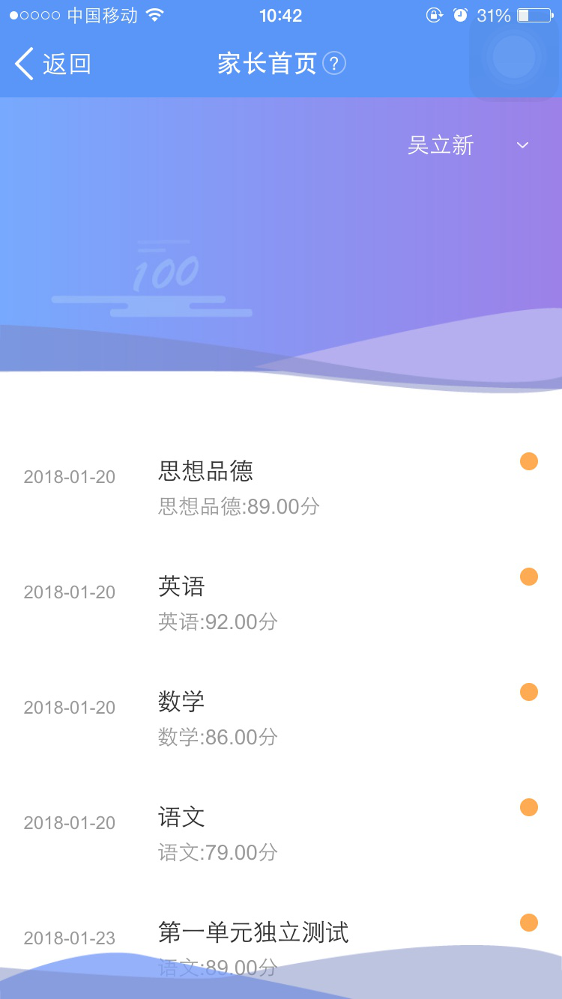 中国移动 10:42 31%
返回 家长首页 ?
吴立新
100
2018-01-20 思想品德
思想品德:89.00分
2018-01-20 英语
英语:92.00分
2018-01-20 数学
数学:86.00分
2018-01-20 语文
语文:79.00分
2018-01-23 第一单元独立测试
语文:89.00分